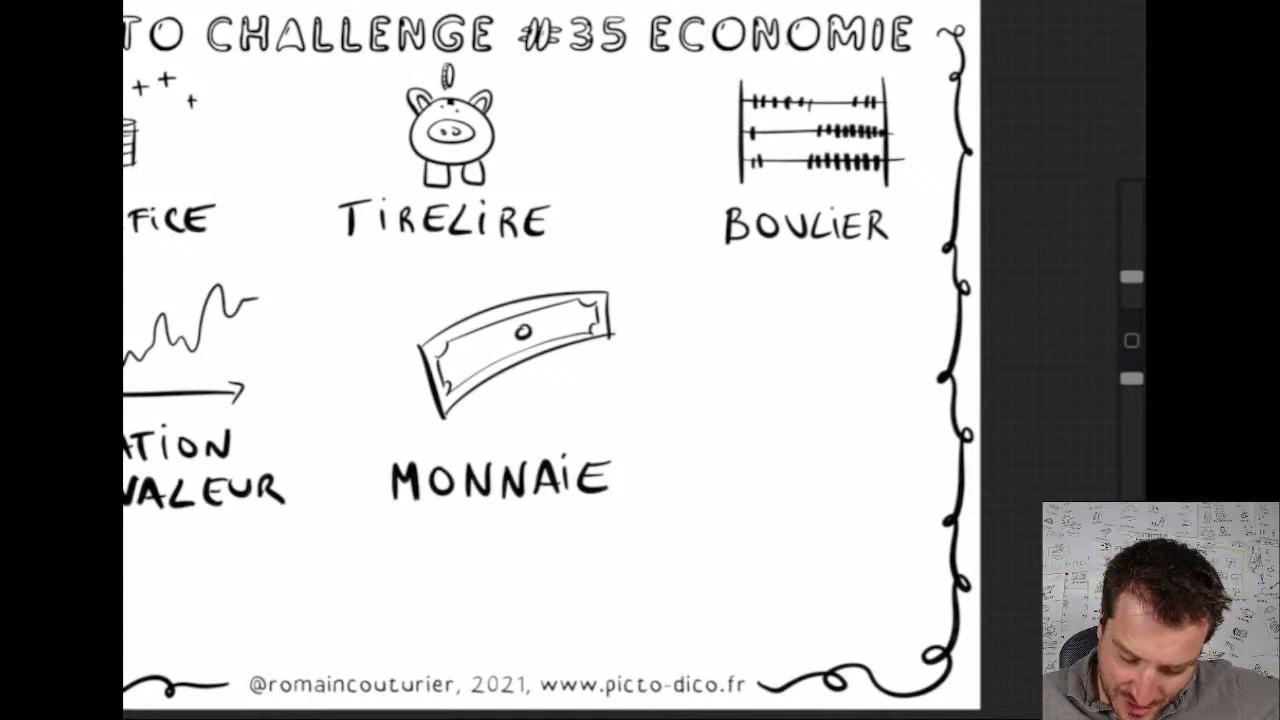 TO CHALLENGE #35 ECONOMIE
FiCE
TiRELiRE
BOULiER
ATiON
VALEUR
MONNAiE
@romaincouturier, 2021, www.picto-dico.fr